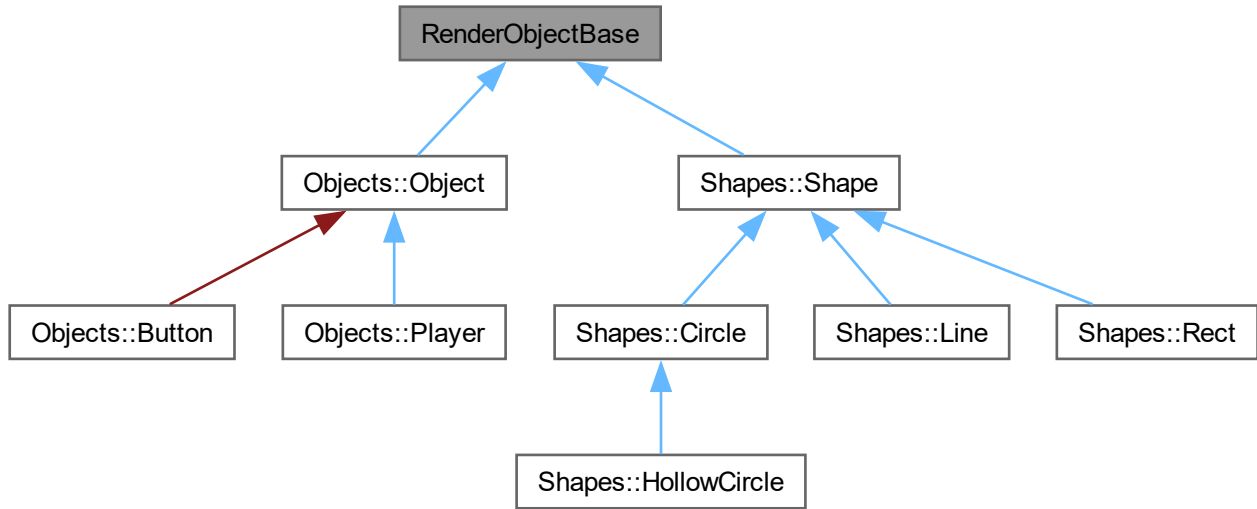 RenderObjectBase
Objects::Object
Shapes::Shape
Objects::Button
Objects::Player
Shapes::Circle
Shapes::Line
Shapes::Rect
Shapes::HollowCircle